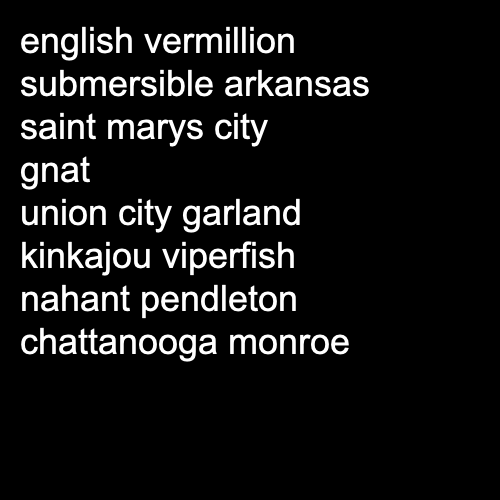 english vermillion
submersible arkansas
saint marys city
gnat
union city garland
kinkajou viperfish
nahant pendleton
chattanooga monroe